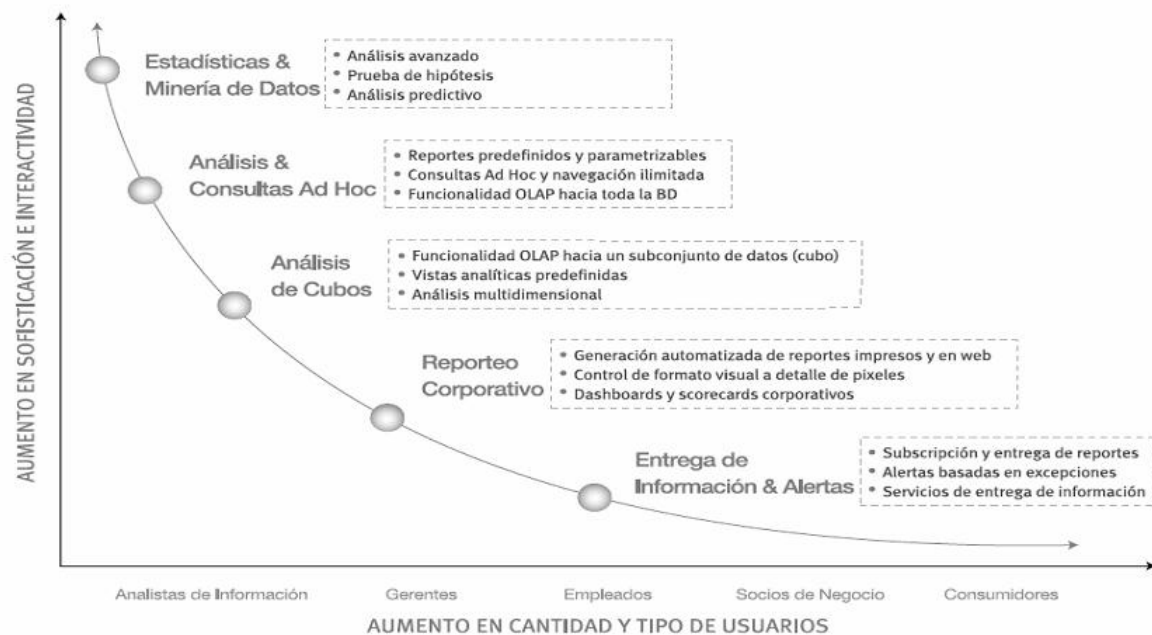 AUMENTO EN SOFISTICACIÓN E INTERACTIVIDAD
Estadísticas &
Minería de Datos
• Análisis avanzado
• Prueba de hipótesis
• Análisis predictivo
Análisis &
Consultas Ad Hoc
• Reportes predefinidos y parametrizables
• Consultas Ad Hoc y navegación ilimitada
• Funcionalidad OLAP hacia toda la BD
Análisis
de Cubos
• Funcionalidad OLAP hacia un subconjunto de datos (cubo)
• Vistas analíticas predefinidas
• Análisis multidimensional
Reporteo
Corporativo
• Generación automatizada de reportes impresos y en web
• Control de formato visual a detalle de pixeles
• Dashboards y scorecards corporativos
Entrega de
Información & Alertas
• Subscripción y entrega de reportes
• Alertas basadas en excepciones
• Servicios de entrega de información
Analistas de Información
Gerentes
Empleados
Socios de Negocio
Consumidores
AUMENTO EN CANTIDAD Y TIPO DE USUARIOS